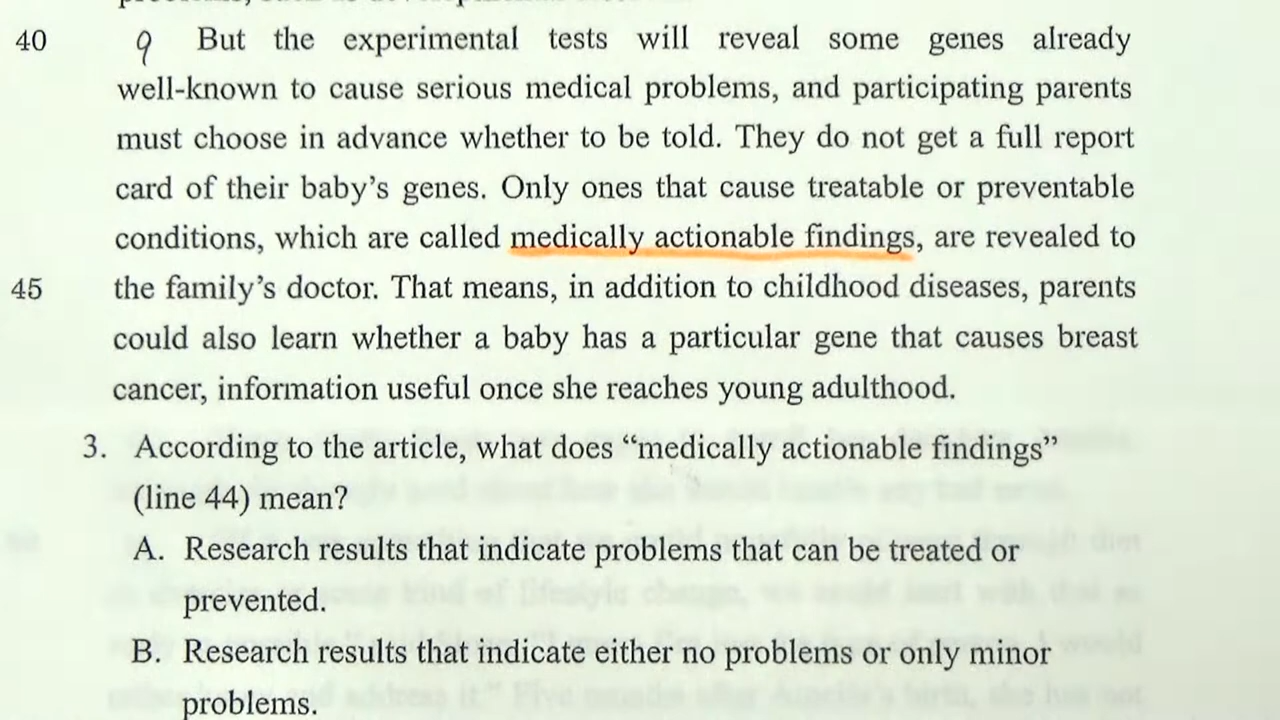 40 9 But the experimental tests will reveal some genes already
well-known to cause serious medical problems, and participating parents
must choose in advance whether to be told. They do not get a full report
card of their baby's genes. Only ones that cause treatable or preventable
conditions, which are called medically actionable findings, are revealed to
45 the family's doctor. That means, in addition to childhood diseases, parents
could also learn whether a baby has a particular gene that causes breast
cancer, information useful once she reaches young adulthood.
3. According to the article, what does “medically actionable findings”
(line 44) mean?
A. Research results that indicate problems that can be treated or
prevented.
B. Research results that indicate either no problems or only minor
problems.